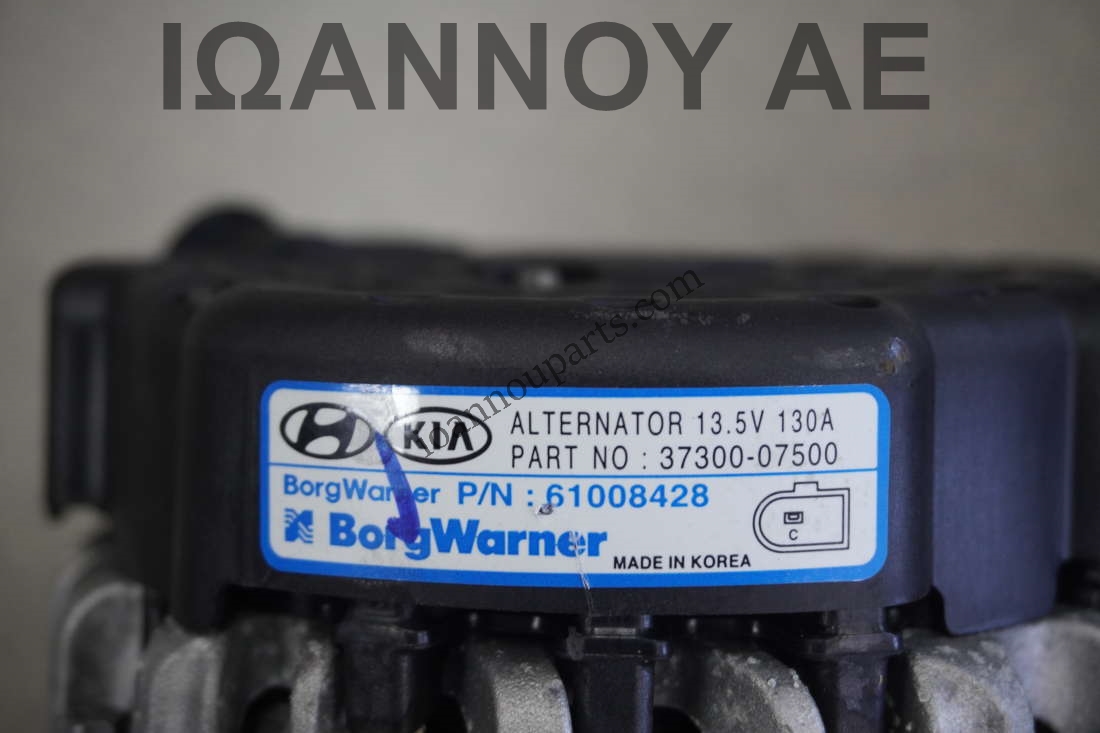 ΙΩΑΝΝΟΥ ΑΕ
ioannouparts.com
KIA
ALTERNATOR 13.5V 130A
PART NO : 37300-07500
BorgWarner P/N : 61008428
BorgWarner
C
MADE IN KOREA